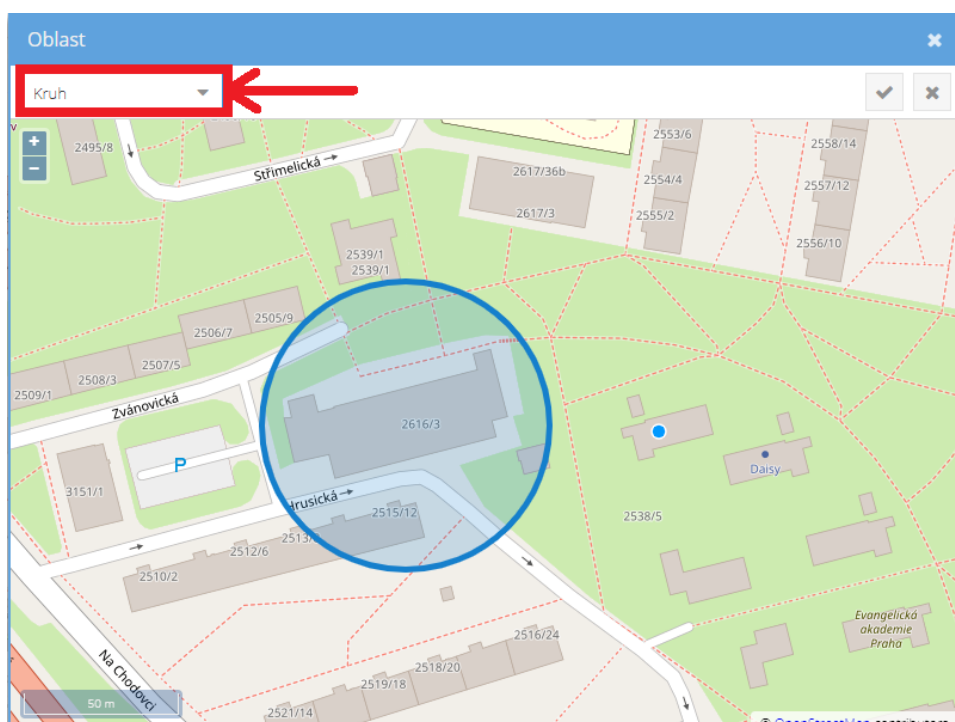 Oblast
Kruh
+
−
2495/8
Střimelická
2617/36b
2617/3
2553/6
2554/4
2555/2
2558/14
2557/12
2556/10
2539/1
2539/1
2505/9
2506/7
2507/5
2508/3
2509/1
Zvánovická
2616/3
P
3151/1
Daisy
2538/5
Hrusická
2515/12
2512/6
2510/2
Evangelická
akademie
Praha
2516/24
2518/20
2519/18
2521/14
Na Chodovci
50 m
© OpenStreetMap contributors